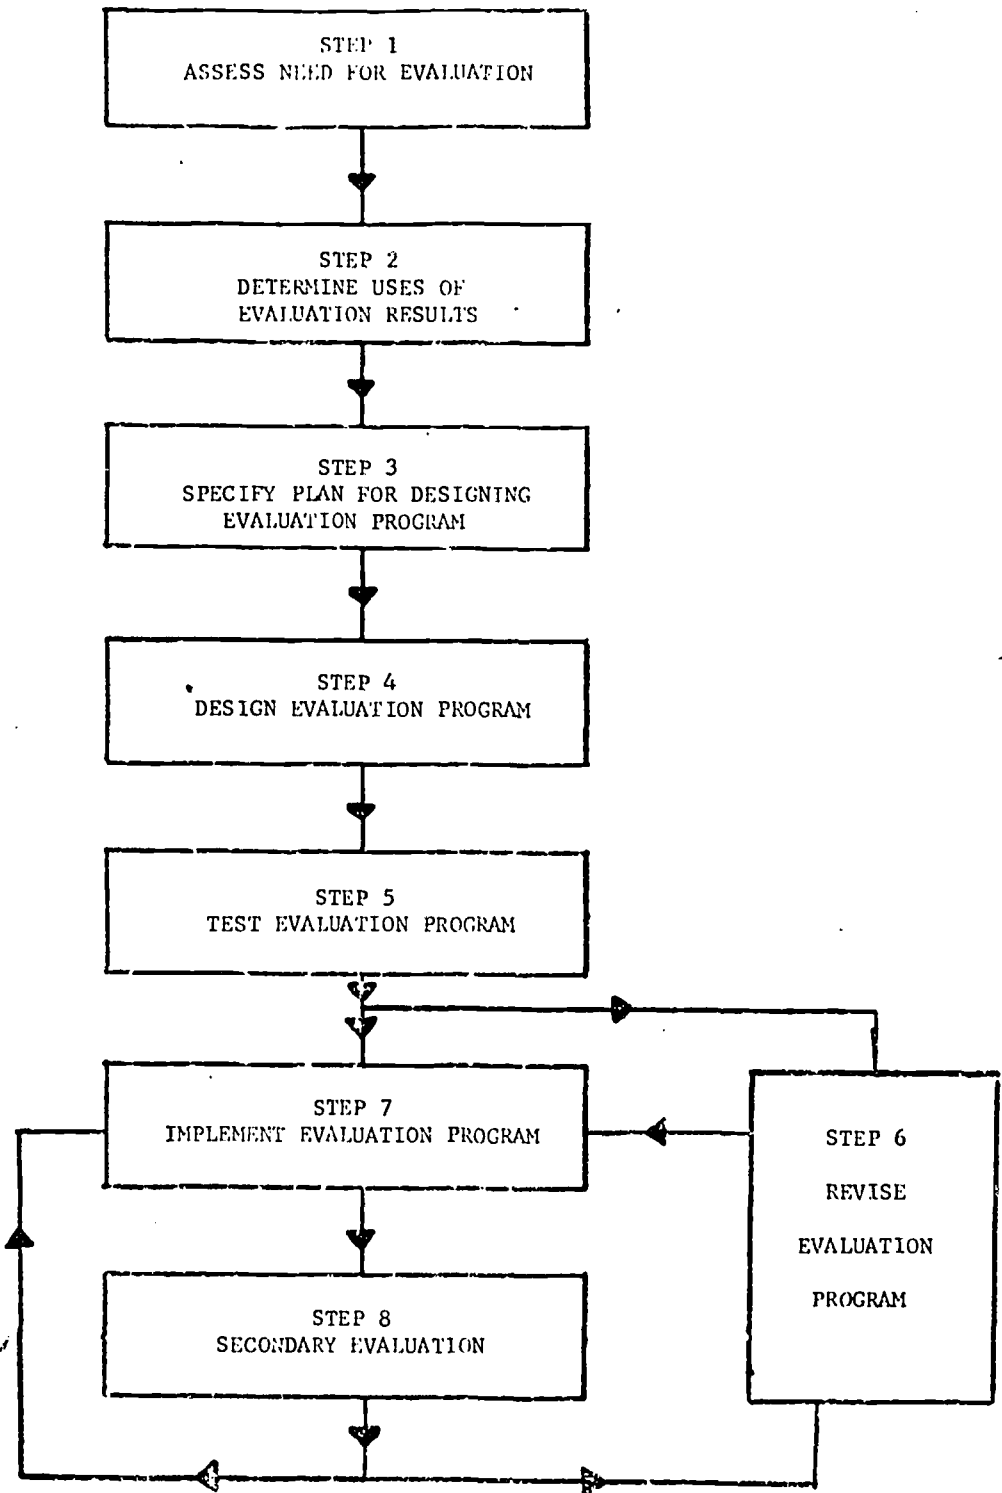 STEP 1
ASSESS NEED FOR EVALUATION
STEP 2
DETERMINE USES OF
EVALUATION RESULTS
STEP 3
SPECIFY PLAN FOR DESIGNING
EVALUATION PROGRAM
STEP 4
DESIGN EVALUATION PROGRAM
STEP 5
TEST EVALUATION PROGRAM
STEP 7
IMPLEMENT EVALUATION PROGRAM
STEP 6
REVISE
EVALUATION
PROGRAM
STEP 8
SECONDARY EVALUATION